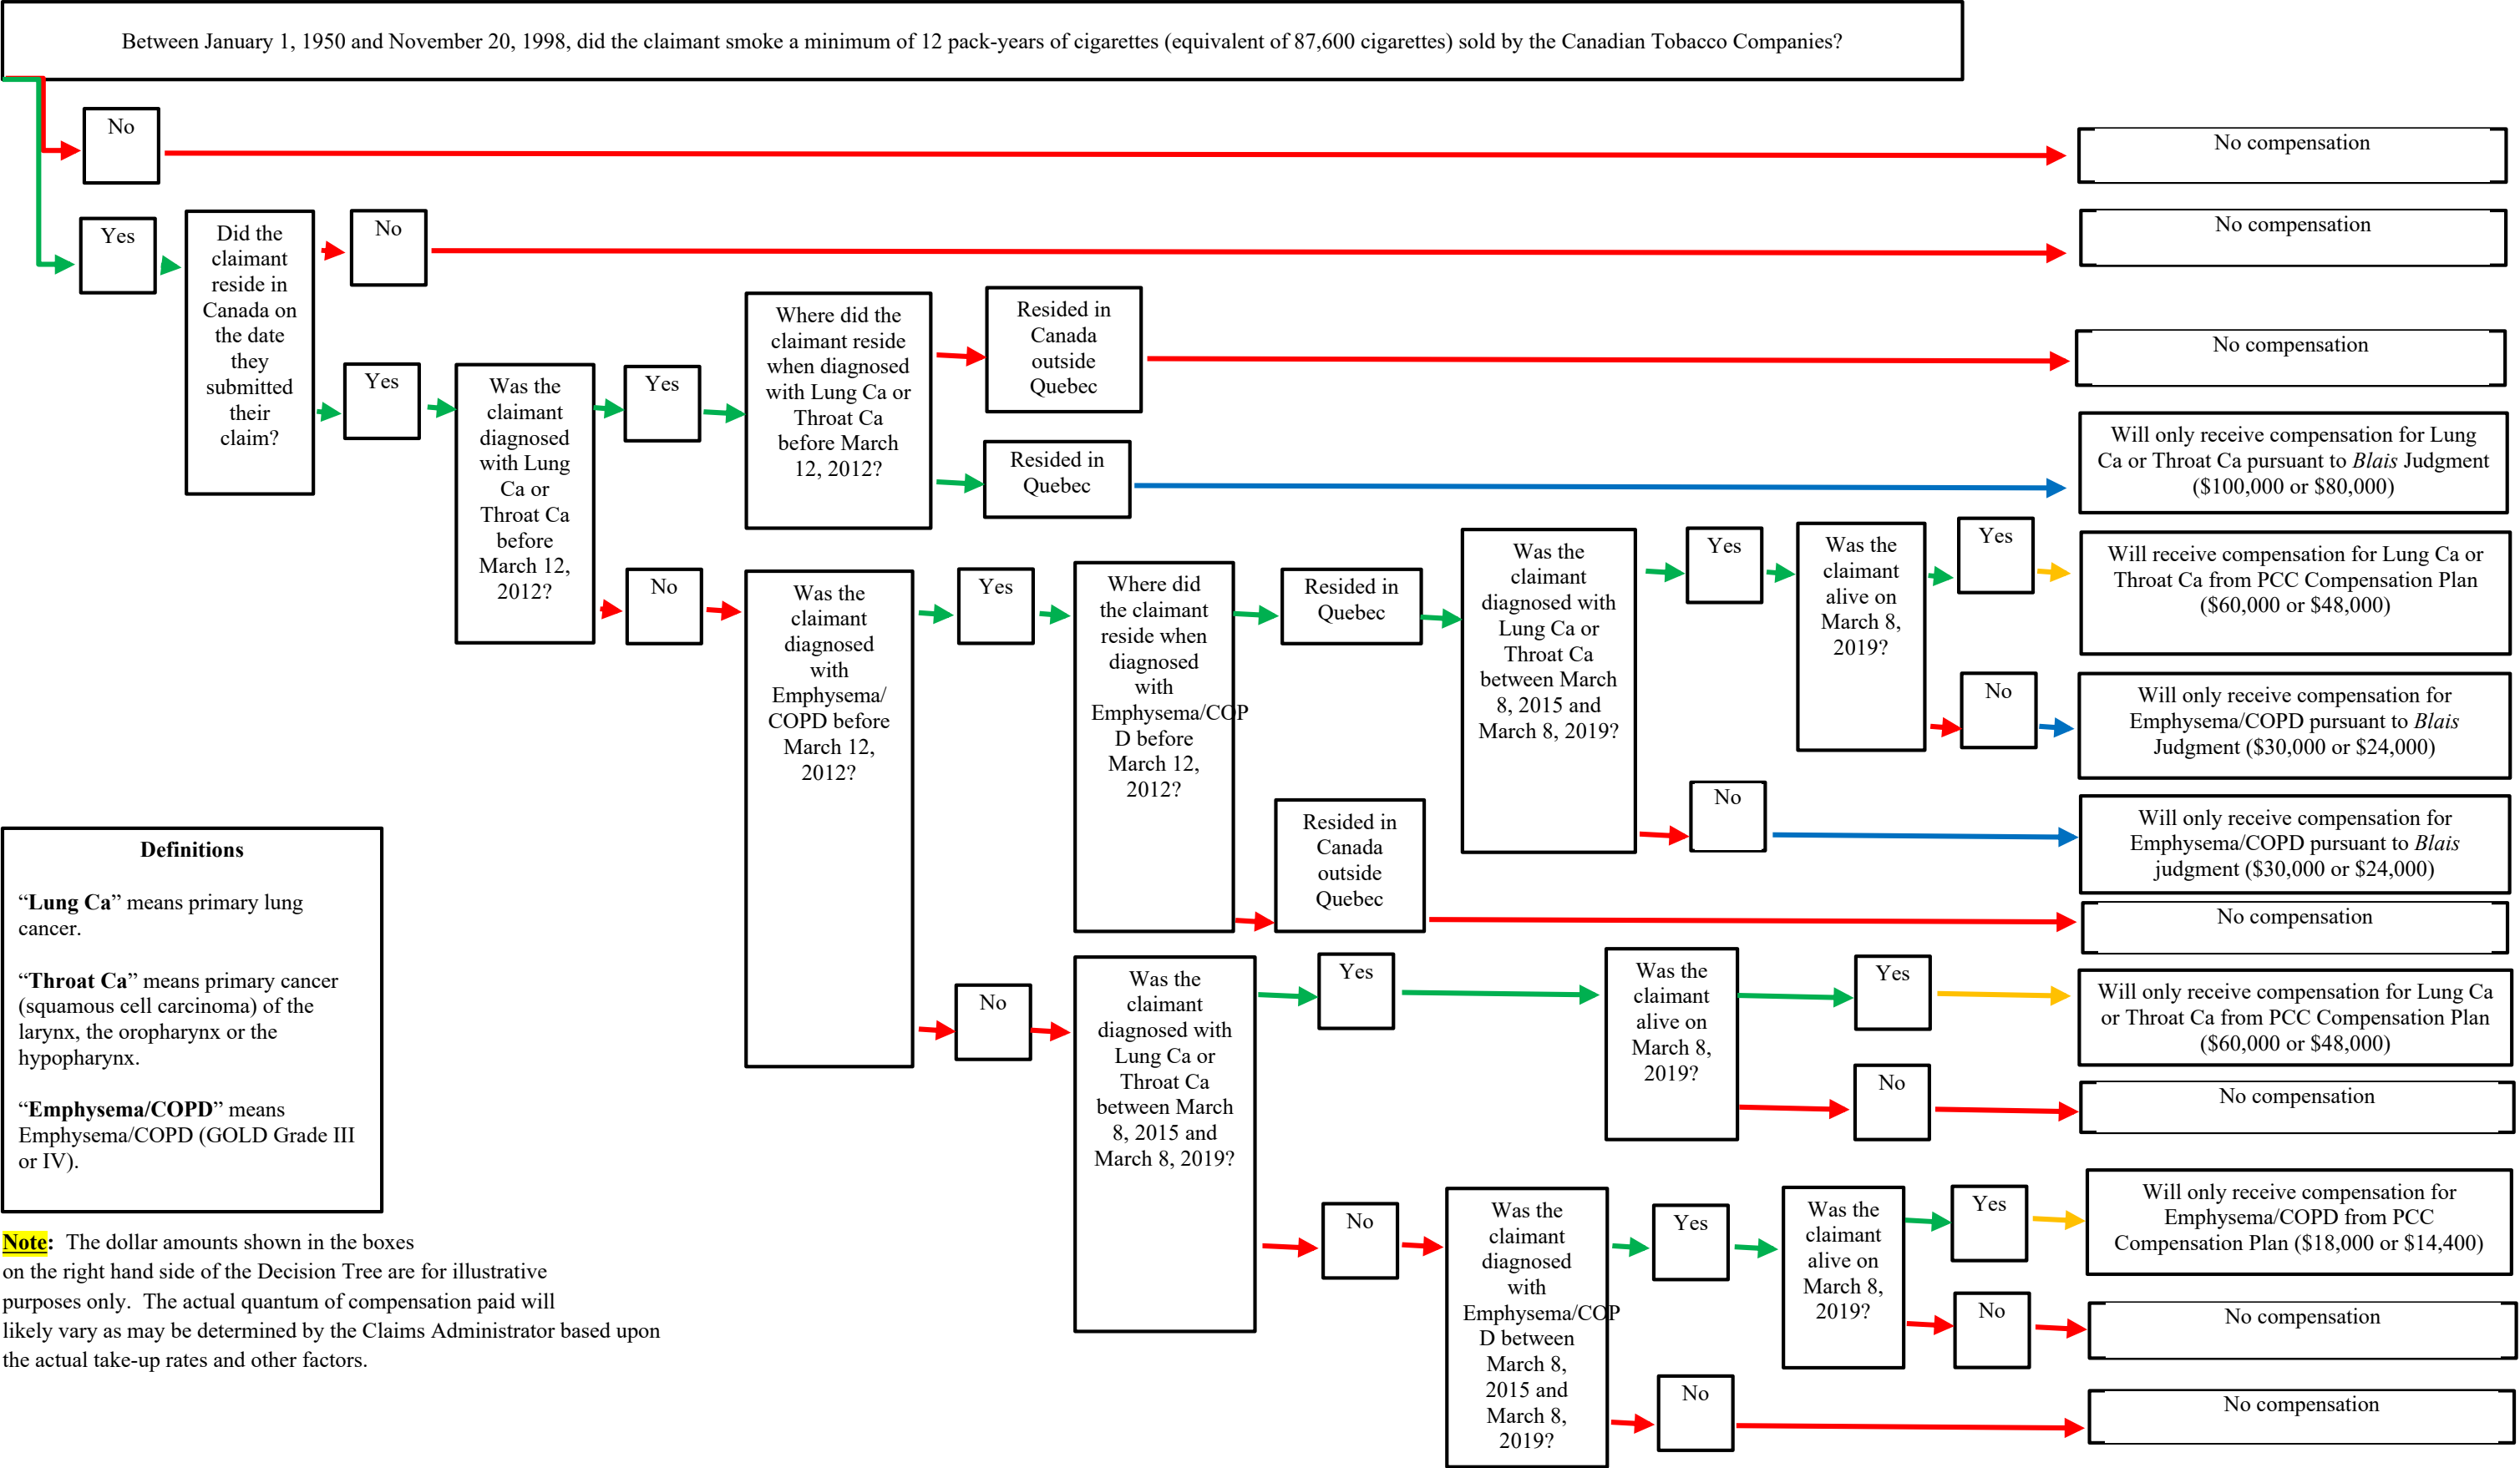 Between January 1, 1950 and November 20, 1998, did the claimant smoke a minimum of 12 pack-years of cigarettes (equivalent of 87,600 cigarettes) sold by the Canadian Tobacco Companies?
No
No compensation
Yes
Did the
claimant
reside in
Canada on
the date
they
submitted
their
claim?
No
No compensation
Yes
Was the
claimant
diagnosed
with Lung
Ca or
Throat Ca
before
March 12,
2012?
Yes
Where did the
claimant reside
when diagnosed
with Lung Ca or
Throat Ca
before March
12, 2012?
Resided in
Canada
outside
Quebec
No compensation
Resided in
Quebec
Will only receive compensation for Lung
Ca or Throat Ca pursuant to Blais Judgment
($100,000 or $80,000)
No
Was the
claimant
diagnosed
with
Emphysema/
COPD before
March 12,
2012?
Yes
Where did
the claimant
reside when
diagnosed
with
Emphysema/COP
D before
March 12,
2012?
Resided in
Quebec
Was the
claimant
diagnosed with
Lung Ca or
Throat Ca
between March
8, 2015 and
March 8, 2019?
Yes
Was the
claimant
alive on
March 8,
2019?
Yes
Will receive compensation for Lung Ca or
Throat Ca from PCC Compensation Plan
($60,000 or $48,000)
No
Will only receive compensation for
Emphysema/COPD pursuant to Blais
Judgment ($30,000 or $24,000)
No
Will only receive compensation for
Emphysema/COPD pursuant to Blais
judgment ($30,000 or $24,000)
Resided in
Canada
outside
Quebec
No compensation
No
Was the
claimant
diagnosed with
Lung Ca or
Throat Ca
between March
8, 2015 and
March 8, 2019?
Yes
Was the
claimant
alive on
March 8,
2019?
Yes
Will only receive compensation for Lung Ca
or Throat Ca from PCC Compensation Plan
($60,000 or $48,000)
No
No compensation
No
Was the
claimant
diagnosed
with
Emphysema/COP
D between
March 8,
2015 and
March 8,
2019?
Yes
Was the
claimant
alive on
March 8,
2019?
Yes
Will only receive compensation for
Emphysema/COPD from PCC
Compensation Plan ($18,000 or $14,400)
No
No compensation
No
No compensation
Definitions
“Lung Ca” means primary lung
cancer.
“Throat Ca” means primary cancer
(squamous cell carcinoma) of the
larynx, the oropharynx or the
hypopharynx.
“Emphysema/COPD” means
Emphysema/COPD (GOLD Grade III
or IV).
Note: The dollar amounts shown in the boxes
on the right hand side of the Decision Tree are for illustrative
purposes only. The actual quantum of compensation paid will
likely vary as may be determined by the Claims Administrator based upon
the actual take-up rates and other factors.